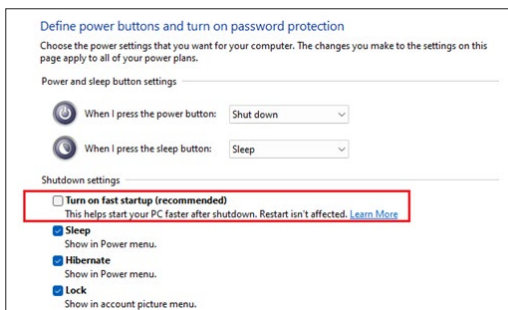 Define power buttons and turn on password protection
Choose the power settings that you want for your computer. The changes you make to the settings on this
page apply to all of your power plans.
Power and sleep button settings
When I press the power button: Shut down
When I press the sleep button: Sleep
Shutdown settings
Turn on fast startup (recommended)
This helps start your PC faster after shutdown. Restart isn't affected. Learn More
Sleep
Show in Power menu.
Hibernate
Show in Power menu.
Lock
Show in account picture menu.